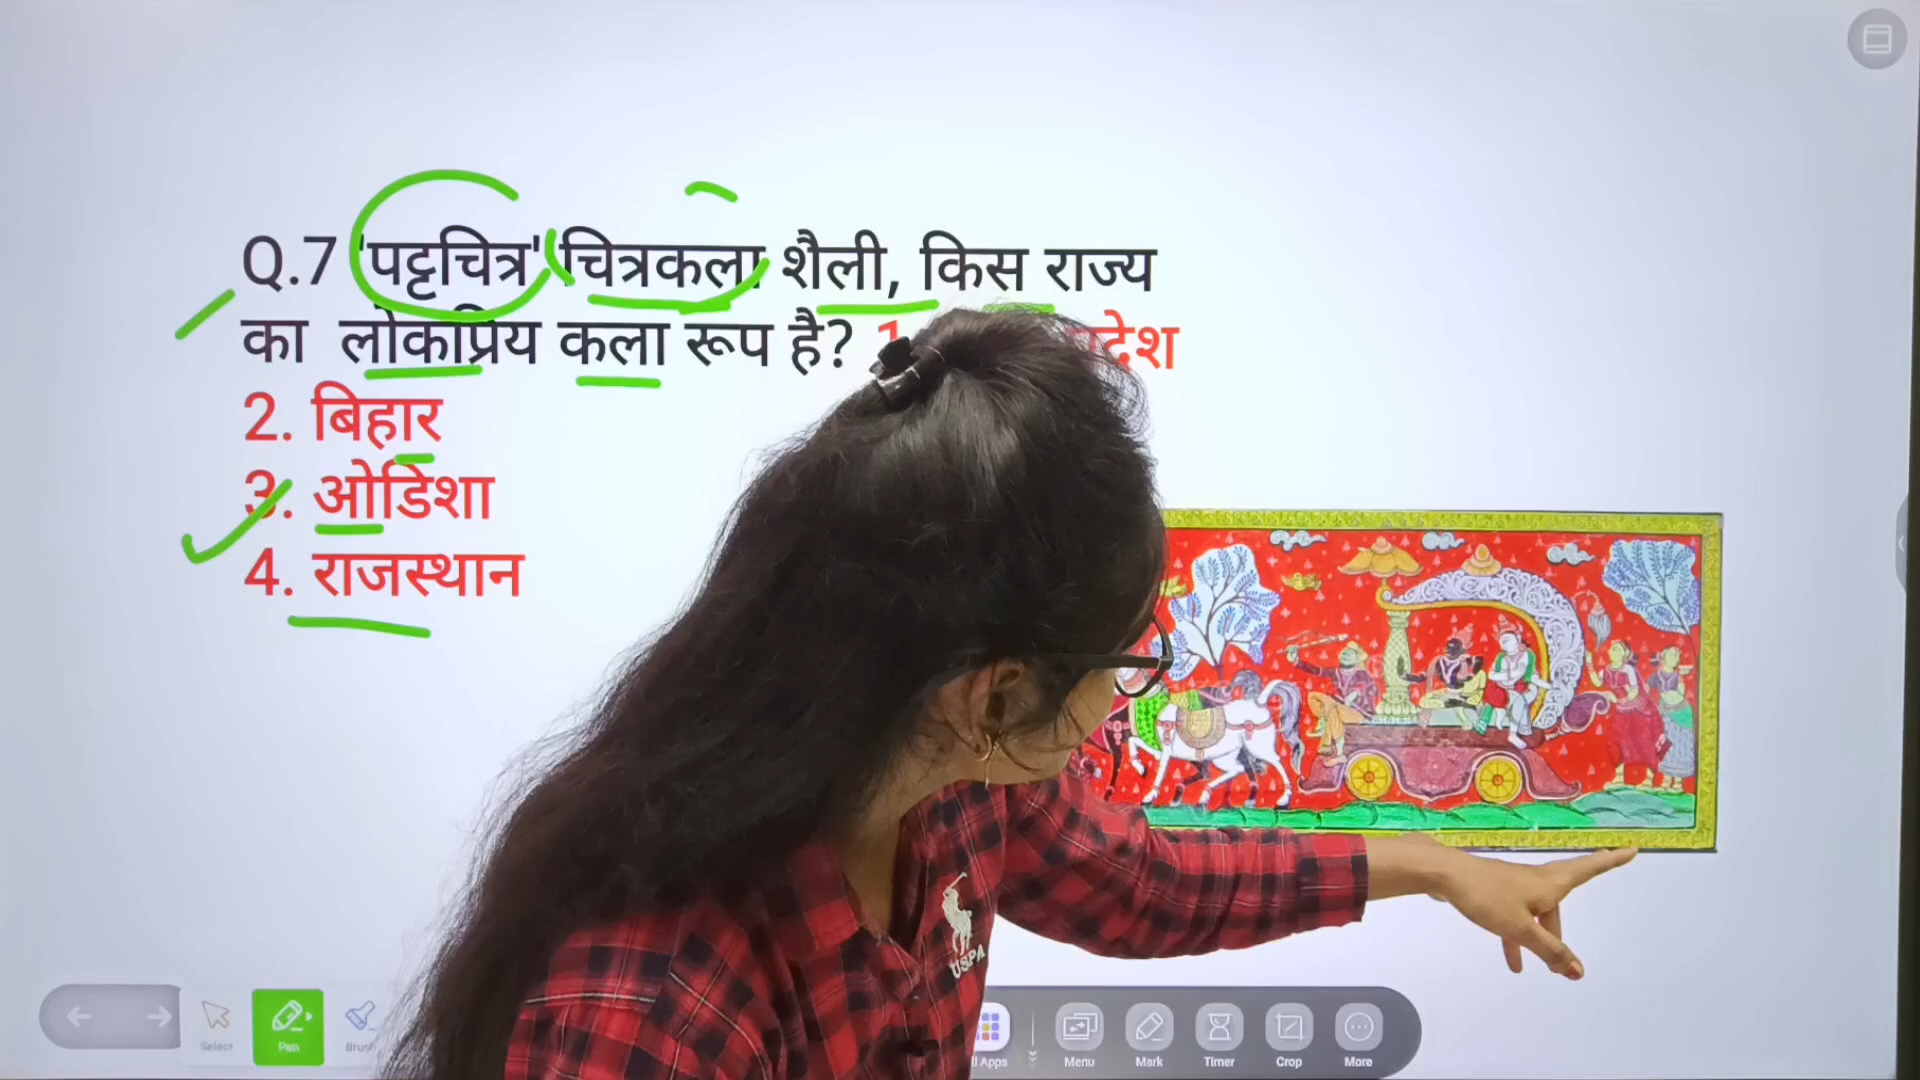 Q.7 'पट्टचित्र' चित्रकला शैली, किस राज्य
का लोकप्रिय कला रूप है?
2. बिहार
3. ओडिशा
4. राजस्थान
USPA
Select
Pen
Brush
Apps
Menu
Mark
Timer
Crop
More